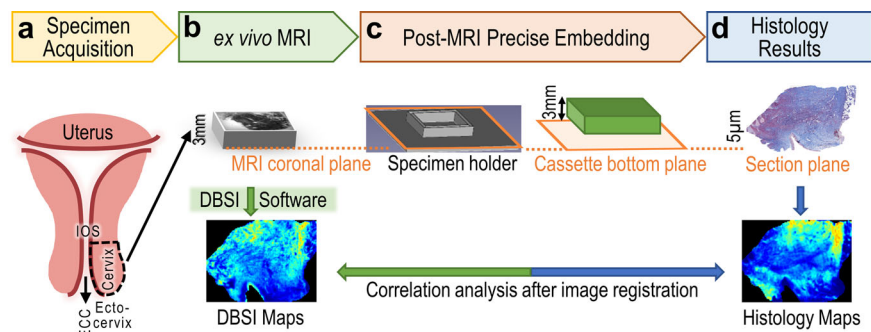 a Specimen Acquisition
b ex vivo MRI
c Post-MRI Precise Embedding
d Histology Results
Uterus
IOS
Cervix
ECC
Ecto-
cervix
3mm
MRI coronal plane
Specimen holder
3mm
Cassette bottom plane
5μm
Section plane
DBSI Software
DBSI Maps
Correlation analysis after image registration
Histology Maps